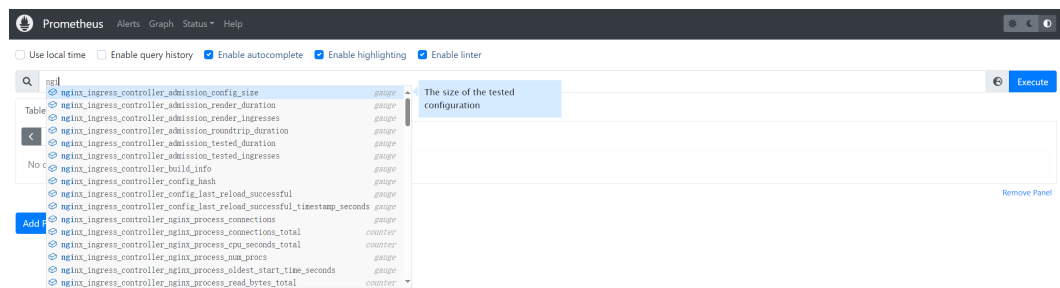 Prometheus Alerts Graph Status Help
Use local time Enable query history Enable autocomplete Enable highlighting Enable linter
ngi Execute
nginx_ingress_controller_admission_config_size gauge
The size of the tested
configuration
nginx_ingress_controller_admission_render_duration gauge
Table
nginx_ingress_controller_admission_render_ingresses gauge
nginx_ingress_controller_admission_roundtrip_duration gauge
nginx_ingress_controller_admission_tested_duration gauge
nginx_ingress_controller_admission_tested_ingresses gauge
No
nginx_ingress_controller_build_info gauge
nginx_ingress_controller_config_hash gauge
nginx_ingress_controller_config_last_reload_successful gauge
Remove Panel
nginx_ingress_controller_config_last_reload_successful_timestamp_seconds gauge
nginx_ingress_controller_nginx_process_connections gauge
Add
nginx_ingress_controller_nginx_process_connections_total counter
nginx_ingress_controller_nginx_process_cpu_seconds_total counter
nginx_ingress_controller_nginx_process_num_procs gauge
nginx_ingress_controller_nginx_process_oldest_start_time_seconds gauge
nginx_ingress_controller_nginx_process_read_bytes_total counter